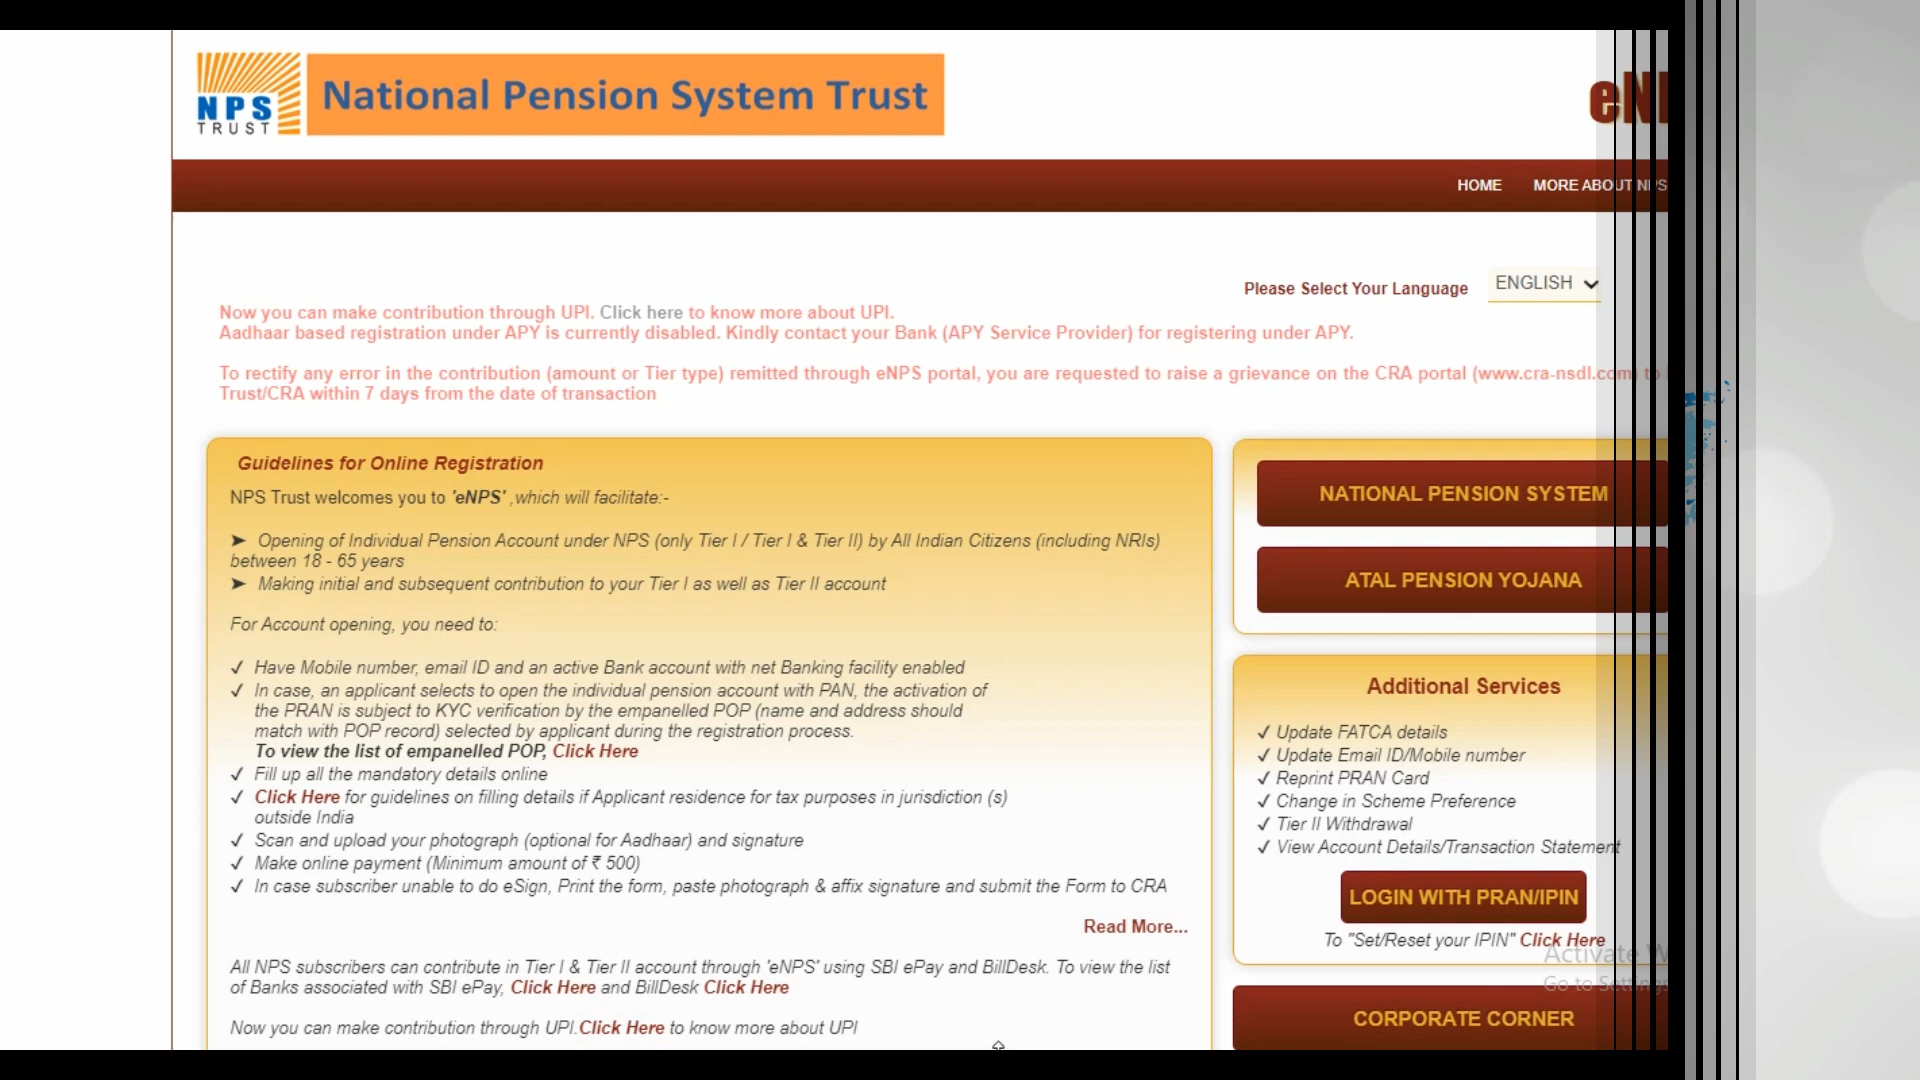 NPS
TRUST
National Pension System Trust
HOME MORE ABOUT NPS
Please Select Your Language ENGLISH
Now you can make contribution through UPI. Click here to know more about UPI.
Aadhaar based registration under APY is currently disabled. Kindly contact your Bank (APY Service Provider) for registering under APY.
To rectify any error in the contribution (amount or Tier type) remitted through eNPS portal, you are requested to raise a grievance on the CRA portal (www.cra-nsdl.com) to
Trust/CRA within 7 days from the date of transaction
Guidelines for Online Registration
NPS Trust welcomes you to 'eNPS' ,which will facilitate:-
➤ Opening of Individual Pension Account under NPS (only Tier I / Tier I & Tier II) by All Indian Citizens (including NRIs)
between 18 - 65 years
➤ Making initial and subsequent contribution to your Tier I as well as Tier II account
For Account opening, you need to:
✓ Have Mobile number, email ID and an active Bank account with net Banking facility enabled
✓ In case, an applicant selects to open the individual pension account with PAN, the activation of
the PRAN is subject to KYC verification by the empanelled POP (name and address should
match with POP record) selected by applicant during the registration process.
To view the list of empanelled POP, Click Here
✓ Fill up all the mandatory details online
✓ Click Here for guidelines on filling details if Applicant residence for tax purposes in jurisdiction (s)
outside India
✓ Scan and upload your photograph (optional for Aadhaar) and signature
✓ Make online payment (Minimum amount of ₹ 500)
✓ In case subscriber unable to do eSign, Print the form, paste photograph & affix signature and submit the Form to CRA
Read More...
All NPS subscribers can contribute in Tier I & Tier II account through 'eNPS' using SBI ePay and BillDesk. To view the list
of Banks associated with SBI ePay, Click Here and BillDesk Click Here
Now you can make contribution through UPI.Click Here to know more about UPI
NATIONAL PENSION SYSTEM
ATAL PENSION YOJANA
Additional Services
✓ Update FATCA details
✓ Update Email ID/Mobile number
✓ Reprint PRAN Card
✓ Change in Scheme Preference
✓ Tier II Withdrawal
✓ View Account Details/Transaction Statement
LOGIN WITH PRAN/IPIN
To "Set/Reset your IPIN" Click Here
Activate
Go to Settings
CORPORATE CORNER